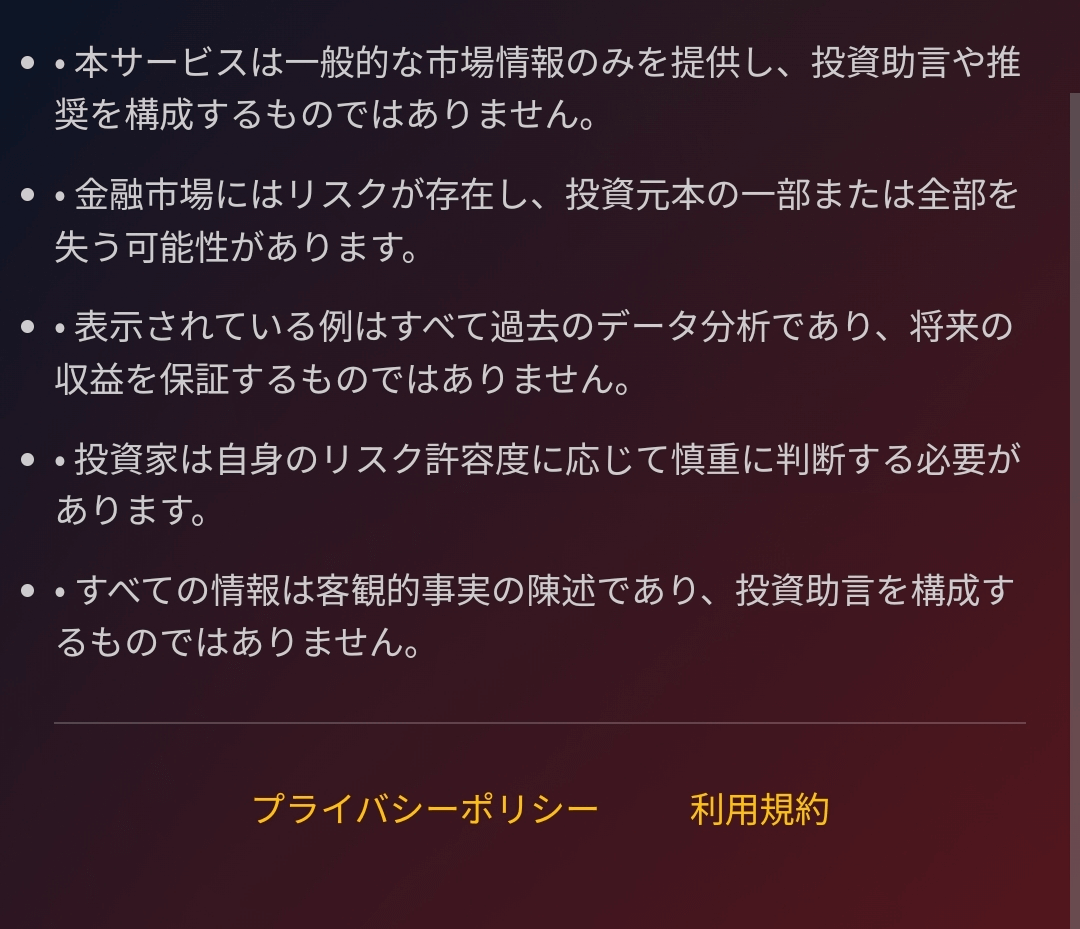 • • 本サービスは一般的な市場情報のみを提供し、投資助言や推
奨を構成するものではありません。
• • 金融市場にはリスクが存在し、投資元本の一部または全部を
失う可能性があります。
• • 表示されている例はすべて過去のデータ分析であり、将来の
収益を保証するものではありません。
• • 投資家は自身のリスク許容度に応じて慎重に判断する必要が
あります。
• • すべての情報は客観的事実の陳述であり、投資助言を構成す
るものではありません。
プライバシーポリシー 利用規約